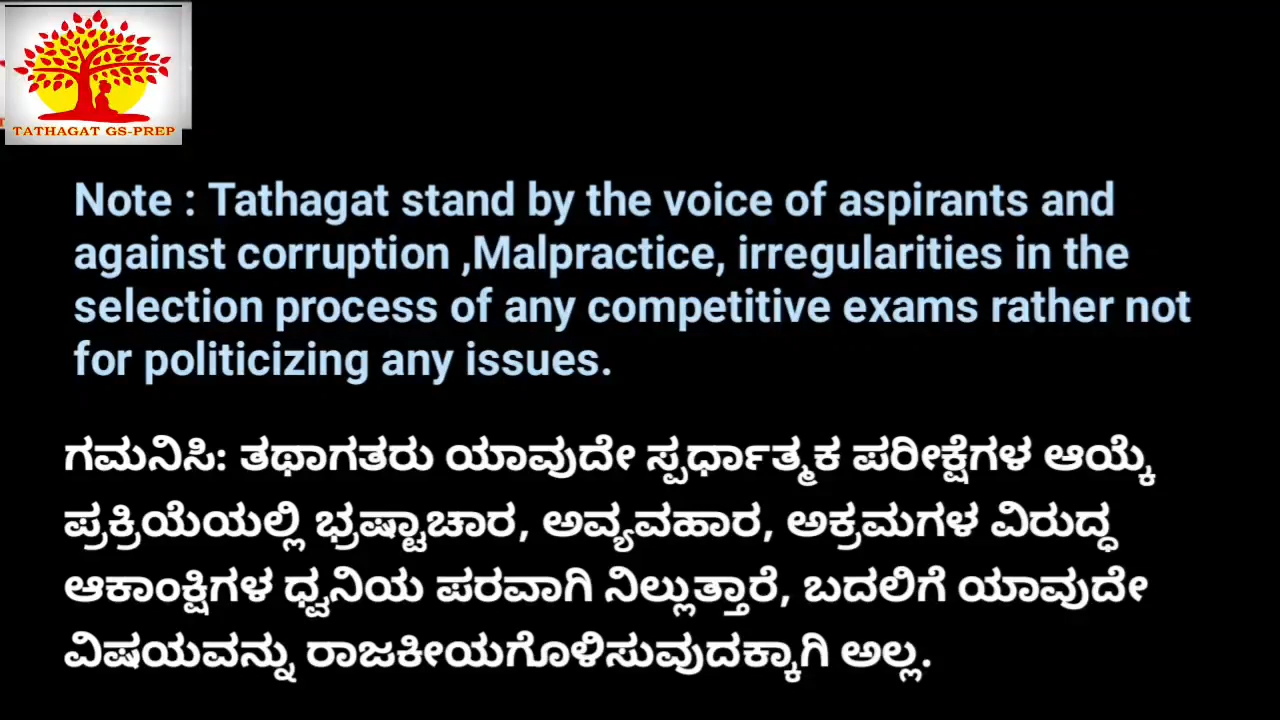 TATHAGAT GS-PREP
Note : Tathagat stand by the voice of aspirants and
against corruption ,Malpractice, irregularities in the
selection process of any competitive exams rather not
for politicizing any issues.
ಗಮನಿಸಿ: ತಥಾಗತರು ಯಾವುದೇ ಸ್ಪರ್ಧಾತ್ಮಕ ಪರೀಕ್ಷೆಗಳ ಆಯ್ಕೆ
ಪ್ರಕ್ರಿಯೆಯಲ್ಲಿ ಭ್ರಷ್ಟಾಚಾರ, ಅವ್ಯವಹಾರ, ಅಕ್ರಮಗಳ ವಿರುದ್ಧ
ಆಕಾಂಕ್ಷಿಗಳ ಧ್ವನಿಯ ಪರವಾಗಿ ನಿಲ್ಲುತ್ತಾರೆ, ಬದಲಿಗೆ ಯಾವುದೇ
ವಿಷಯವನ್ನು ರಾಜಕೀಯಗೊಳಿಸುವುದಕ್ಕಾಗಿ ಅಲ್ಲ.